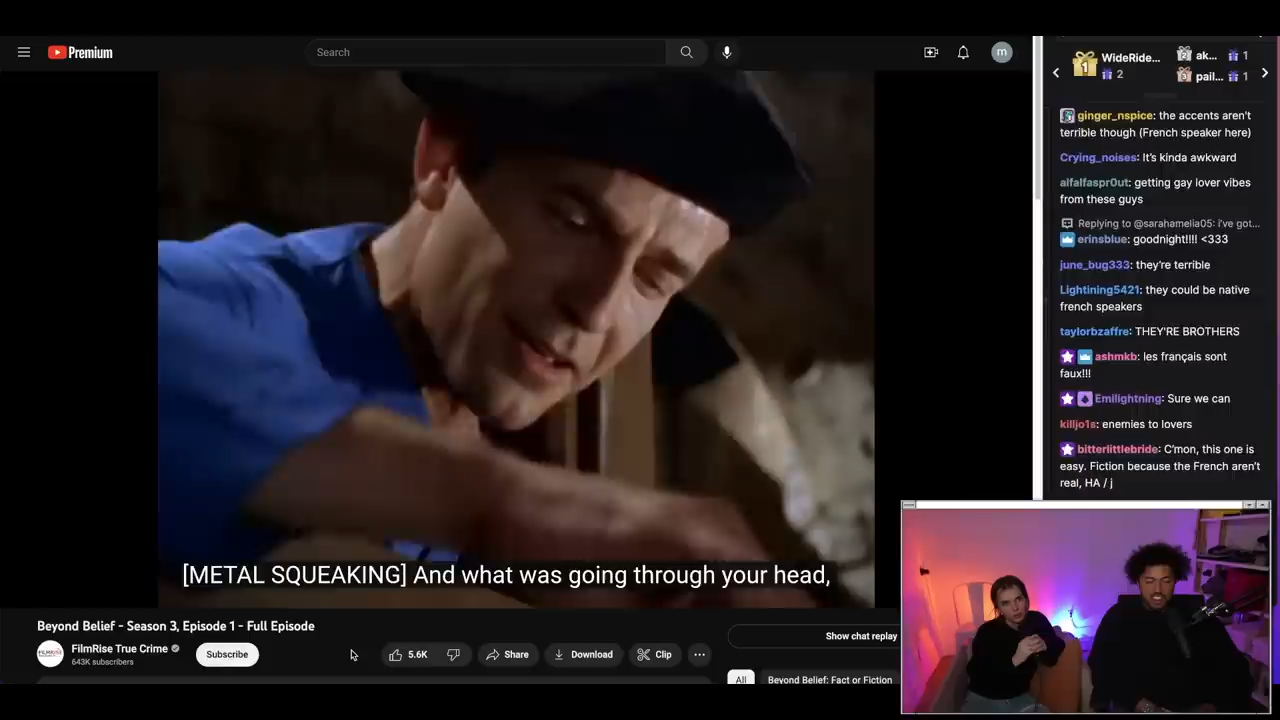 Premium
Search
m
WideRide...
2
ak...
1
pail...
1
ginger_nspice: the accents aren't
terrible though (French speaker here)
Crying_noises: It's kinda awkward
alfalfaspr0ut: getting gay lover vibes
from these guys
Replying to @sarahamelia05: i've got...
erinsblue: goodnight!!!! <333
june_bug333: they're terrible
Lightining5421: they could be native
french speakers
taylorbzaffre: THEY'RE BROTHERS
ashmkb: les français sont
faux!!!
Emilightning: Sure we can
killjo1s: enemies to lovers
bitterlittlebride: C'mon, this one is
easy. Fiction because the French aren't
real, HA / j
[METAL SQUEAKING] And what was going through your head,
Beyond Belief - Season 3, Episode 1 - Full Episode
FILMRISE
FilmRise True Crime
643K subscribers
Subscribe
5.6K
Share
Download
Clip
Show chat replay
All
Beyond Belief: Fact or Fiction